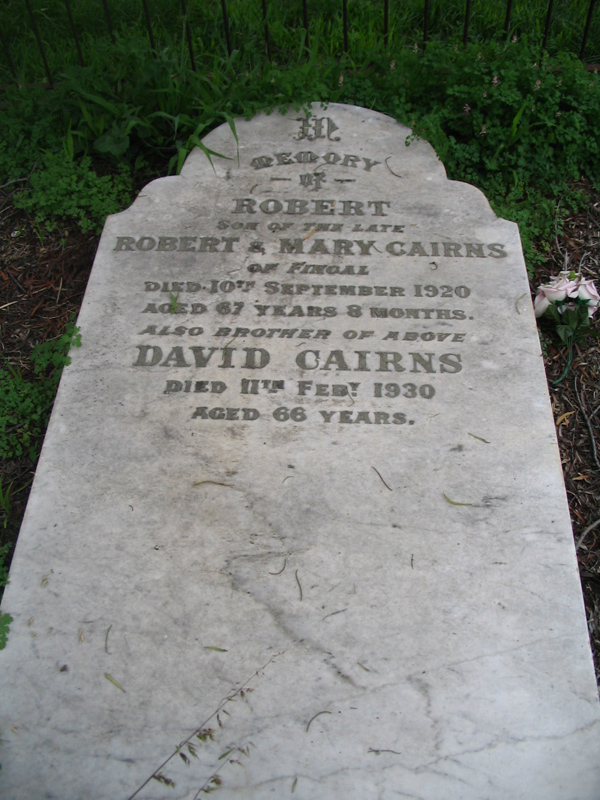 In
MEMORY
— OF —
ROBERT
SON OF THE LATE
ROBERT & MARY CAIRNS
OF FINGAL
DIED 10TH SEPTEMBER 1920
AGED 67 YEARS 8 MONTHS.
ALSO BROTHER OF ABOVE
DAVID CAIRNS
DIED 11TH FEBY 1930
AGED 66 YEARS.